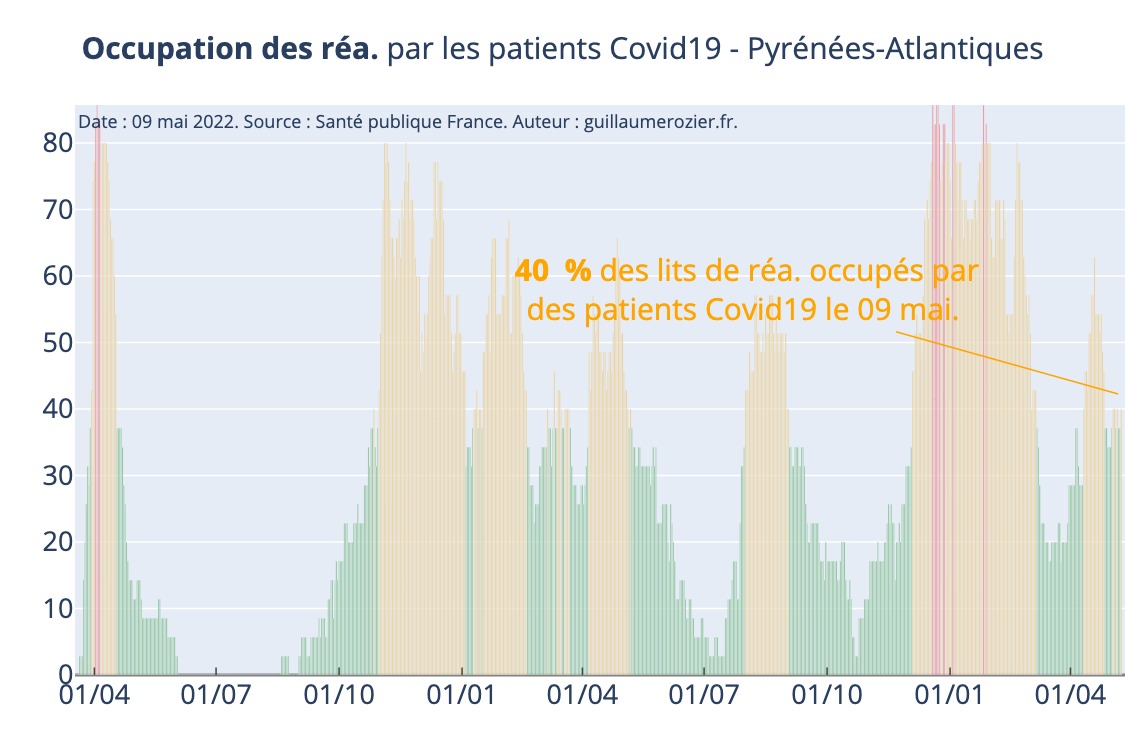 Occupation des réa. par les patients Covid19 - Pyrénées-Atlantiques
Date : 09 mai 2022. Source : Santé publique France. Auteur : guillaumerozier.fr.
80
70
60
50
40
30
20
10
0
40  % des lits de réa. occupés par
des patients Covid19 le 09 mai.
01/04 01/07 01/10 01/01 01/04 01/07 01/10 01/01 01/04